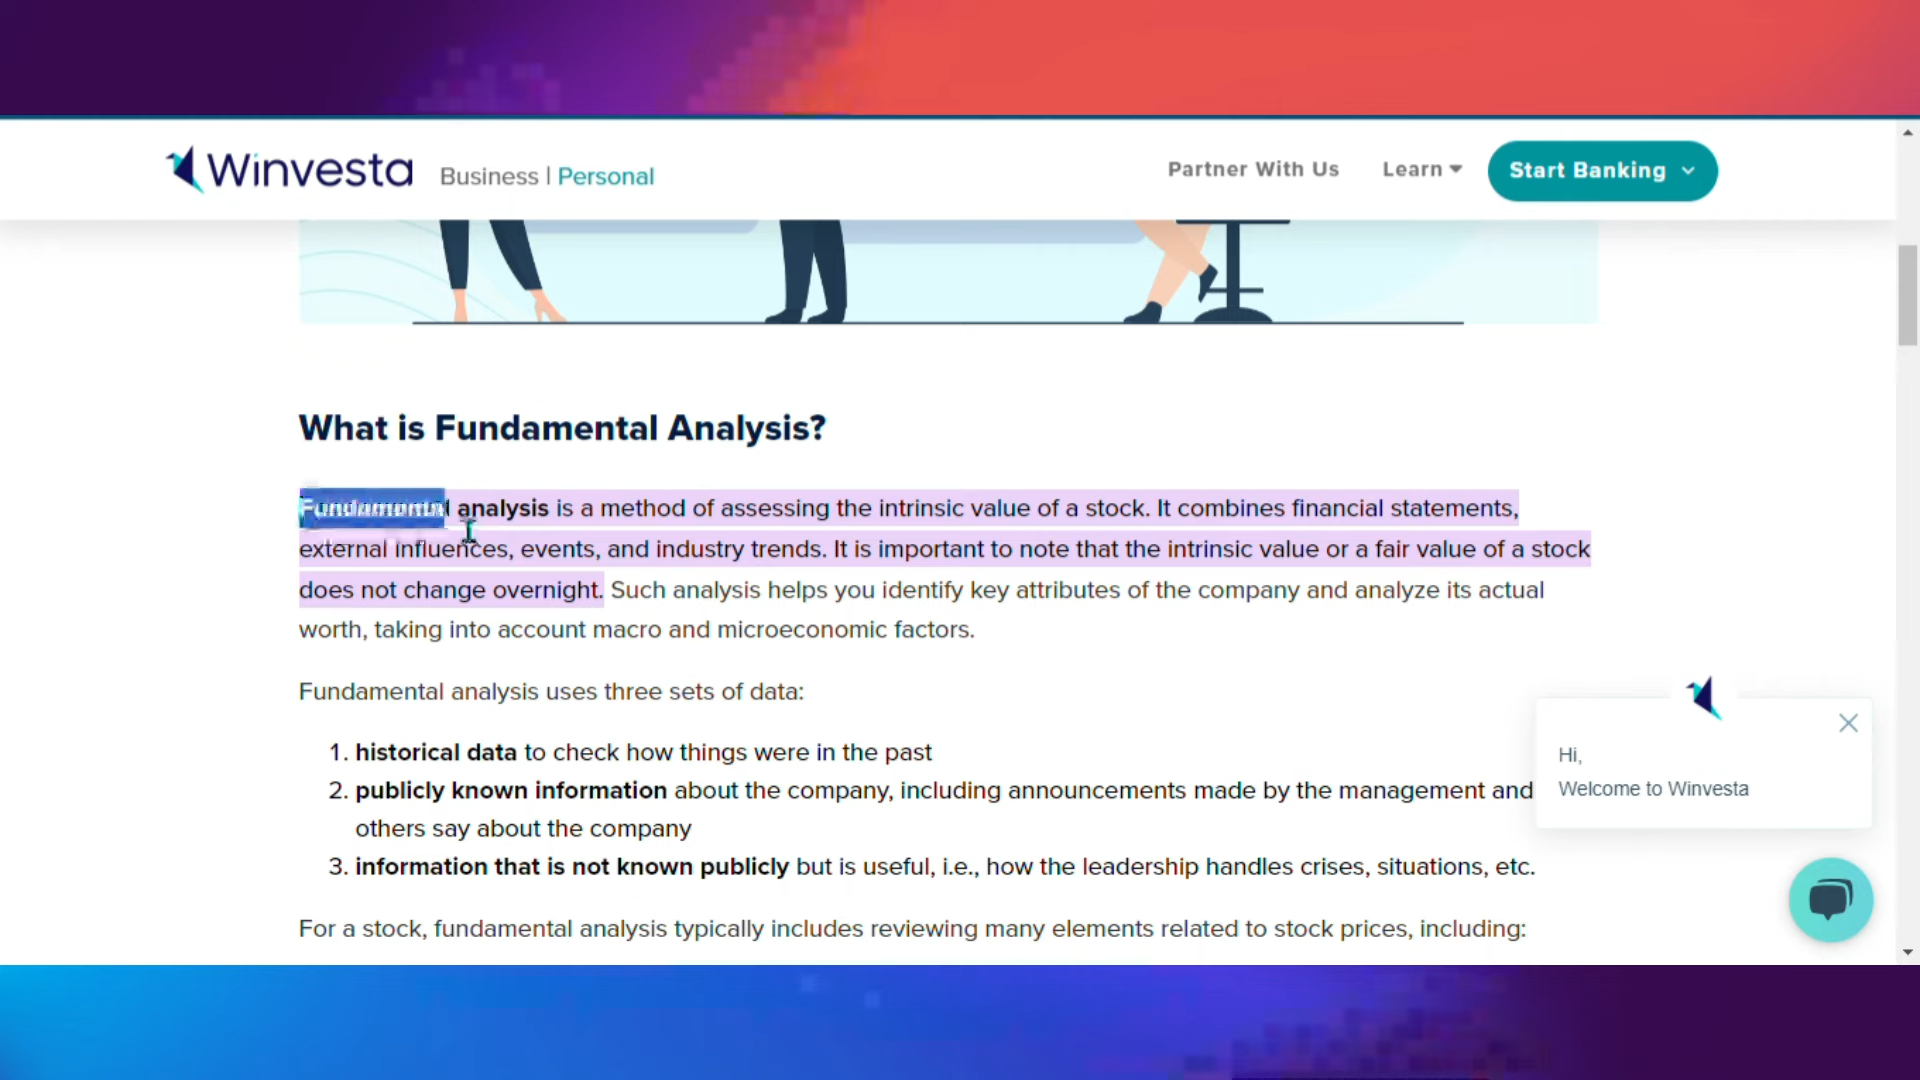 Winvesta Business | Personal Partner With Us Learn Start Banking
What is Fundamental Analysis?
Fundamental analysis is a method of assessing the intrinsic value of a stock. It combines financial statements,
external influences, events, and industry trends. It is important to note that the intrinsic value or a fair value of a stock
does not change overnight. Such analysis helps you identify key attributes of the company and analyze its actual
worth, taking into account macro and microeconomic factors.
Fundamental analysis uses three sets of data:
1. historical data to check how things were in the past
2. publicly known information about the company, including announcements made by the management and
others say about the company
3. information that is not known publicly but is useful, i.e., how the leadership handles crises, situations, etc.
For a stock, fundamental analysis typically includes reviewing many elements related to stock prices, including:
Hi,
Welcome to Winvesta